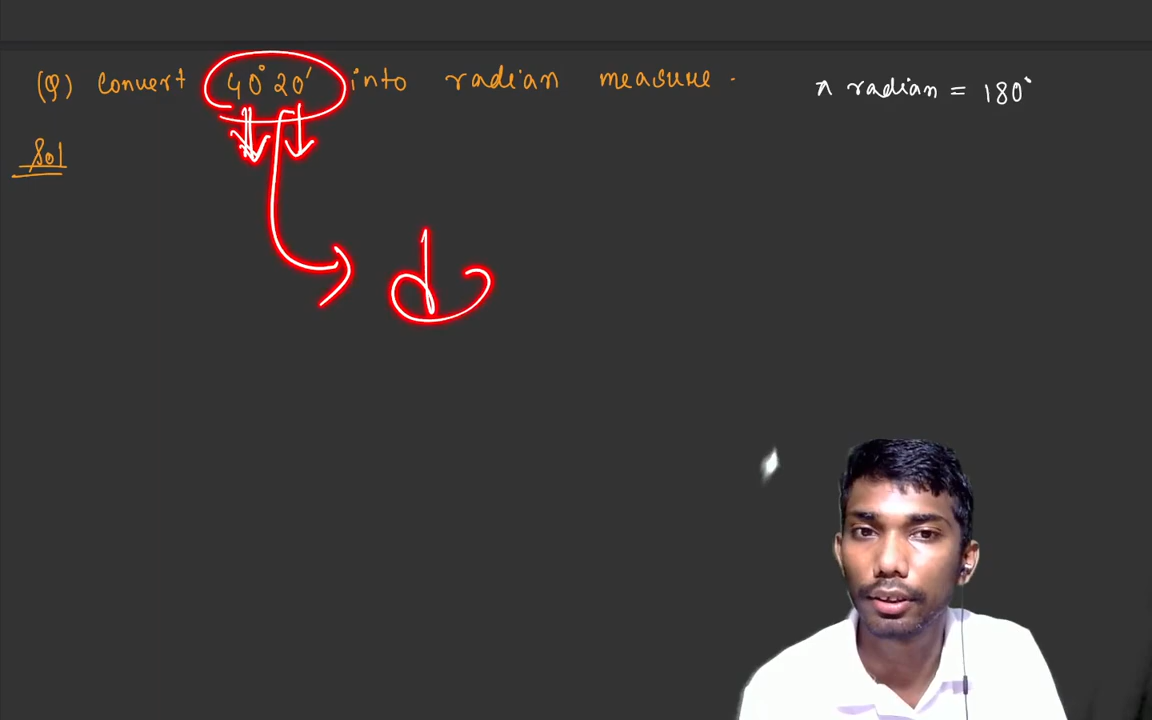 (Q) convert 40° 20' into radian measure.
π radian = 180°
Sol
d